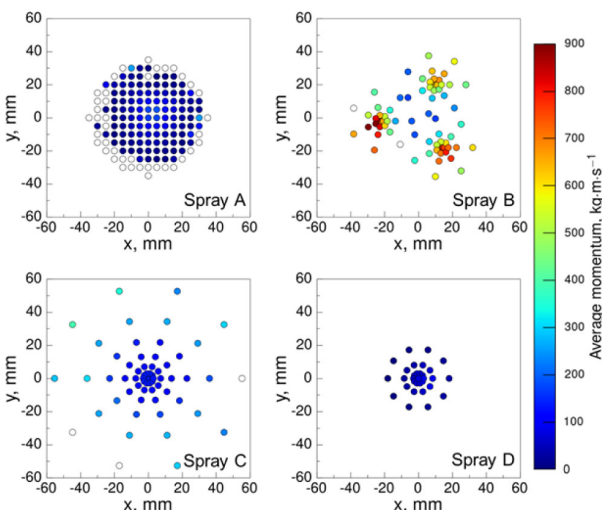 60
40
20
0
-20
-40
-60
y, mm
-60 -40 -20 0 20 40 60
x, mm
Spray A
60
40
20
0
-20
-40
-60
y, mm
-60 -40 -20 0 20 40 60
x, mm
Spray B
60
40
20
0
-20
-40
-60
y, mm
-60 -40 -20 0 20 40 60
x, mm
Spray C
60
40
20
0
-20
-40
-60
y, mm
-60 -40 -20 0 20 40 60
x, mm
Spray D
900
800
700
600
500
400
300
200
100
0
Average momentum, kg·m·s⁻¹